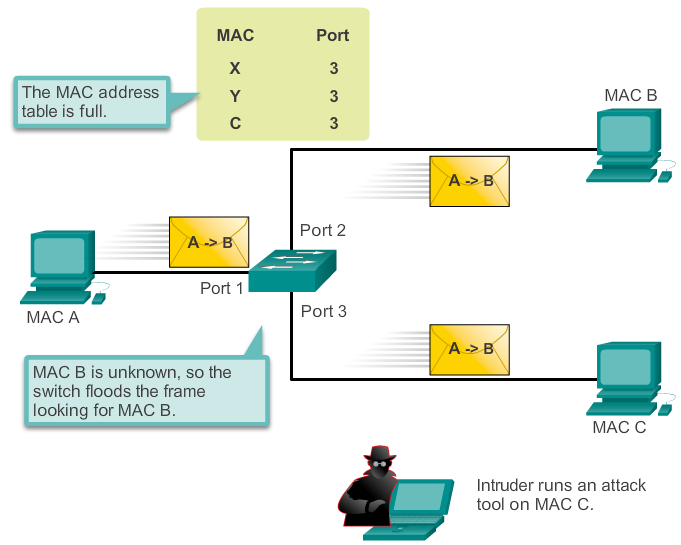 MAC Port
X 3
Y 3
C 3
The MAC address
table is full.
MAC B
A -> B
A -> B
Port 2
Port 1
MAC A
Port 3
A -> B
MAC B is unknown, so the
switch floods the frame
looking for MAC B.
MAC C
Intruder runs an attack
tool on MAC C.